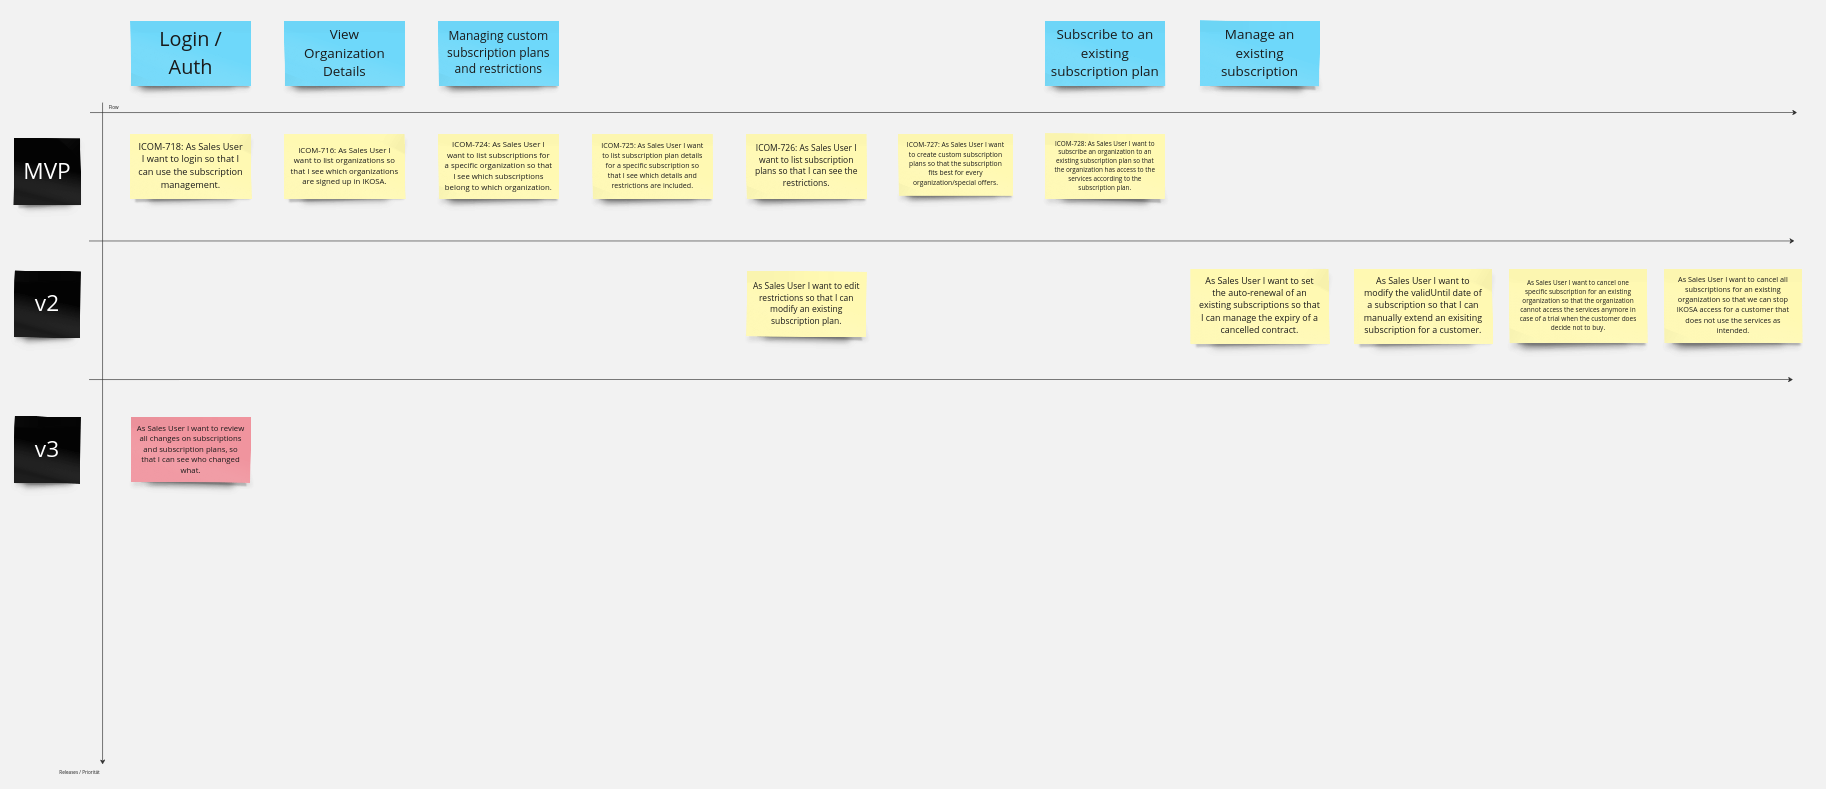 Login /
Auth
View
Organization
Details
Managing custom
subscription plans
and restrictions
Subscribe to an
existing
subscription plan
Manage an
existing
subscription
Flow
MVP
ICOM-718: As Sales User
I want to login so that I
can use the subscription
management.
ICOM-716: As Sales User I
want to list organizations so
that I see which organizations
are signed up in IKOSA.
ICOM-724: As Sales User I
want to list subscriptions for
a specific organization so that
I see which subscriptions
belong to which organization.
ICOM-725: As Sales User I want
to list subscription plan details
for a specific subscription so
that I see which details and
restrictions are included.
ICOM-726: As Sales User I
want to list subscription
plans so that I can see the
restrictions.
ICOM-727: As Sales User I want
to create custom subscription
plans so that the subscription
fits best for every
organization/special offers.
ICOM-728: As Sales User I want to
subscribe an organization to an
existing subscription plan so that
the organization has access to the
services according to the
subscription plan.
v2
As Sales User I want to edit
restrictions so that I can
modify an existing
subscription plan.
As Sales User I want to set
the auto-renewal of an
existing subscriptions so that
I can manage the expiry of a
cancelled contract.
As Sales User I want to
modify the validUntil date of
a subscription so that I can
manually extend an exisiting
subscription for a customer.
As Sales User I want to cancel one
specific subscription for an existing
organization so that the organization
cannot access the services anymore in
case of a trial when the customer does
decide not to buy.
As Sales User I want to cancel all
subscriptions for an existing
organization so that we can stop
IKOSA access for a customer that
does not use the services as
intended.
v3
As Sales User I want to review
all changes on subscriptions
and subscription plans, so
that I can see who changed
what.
Releases / Priorität